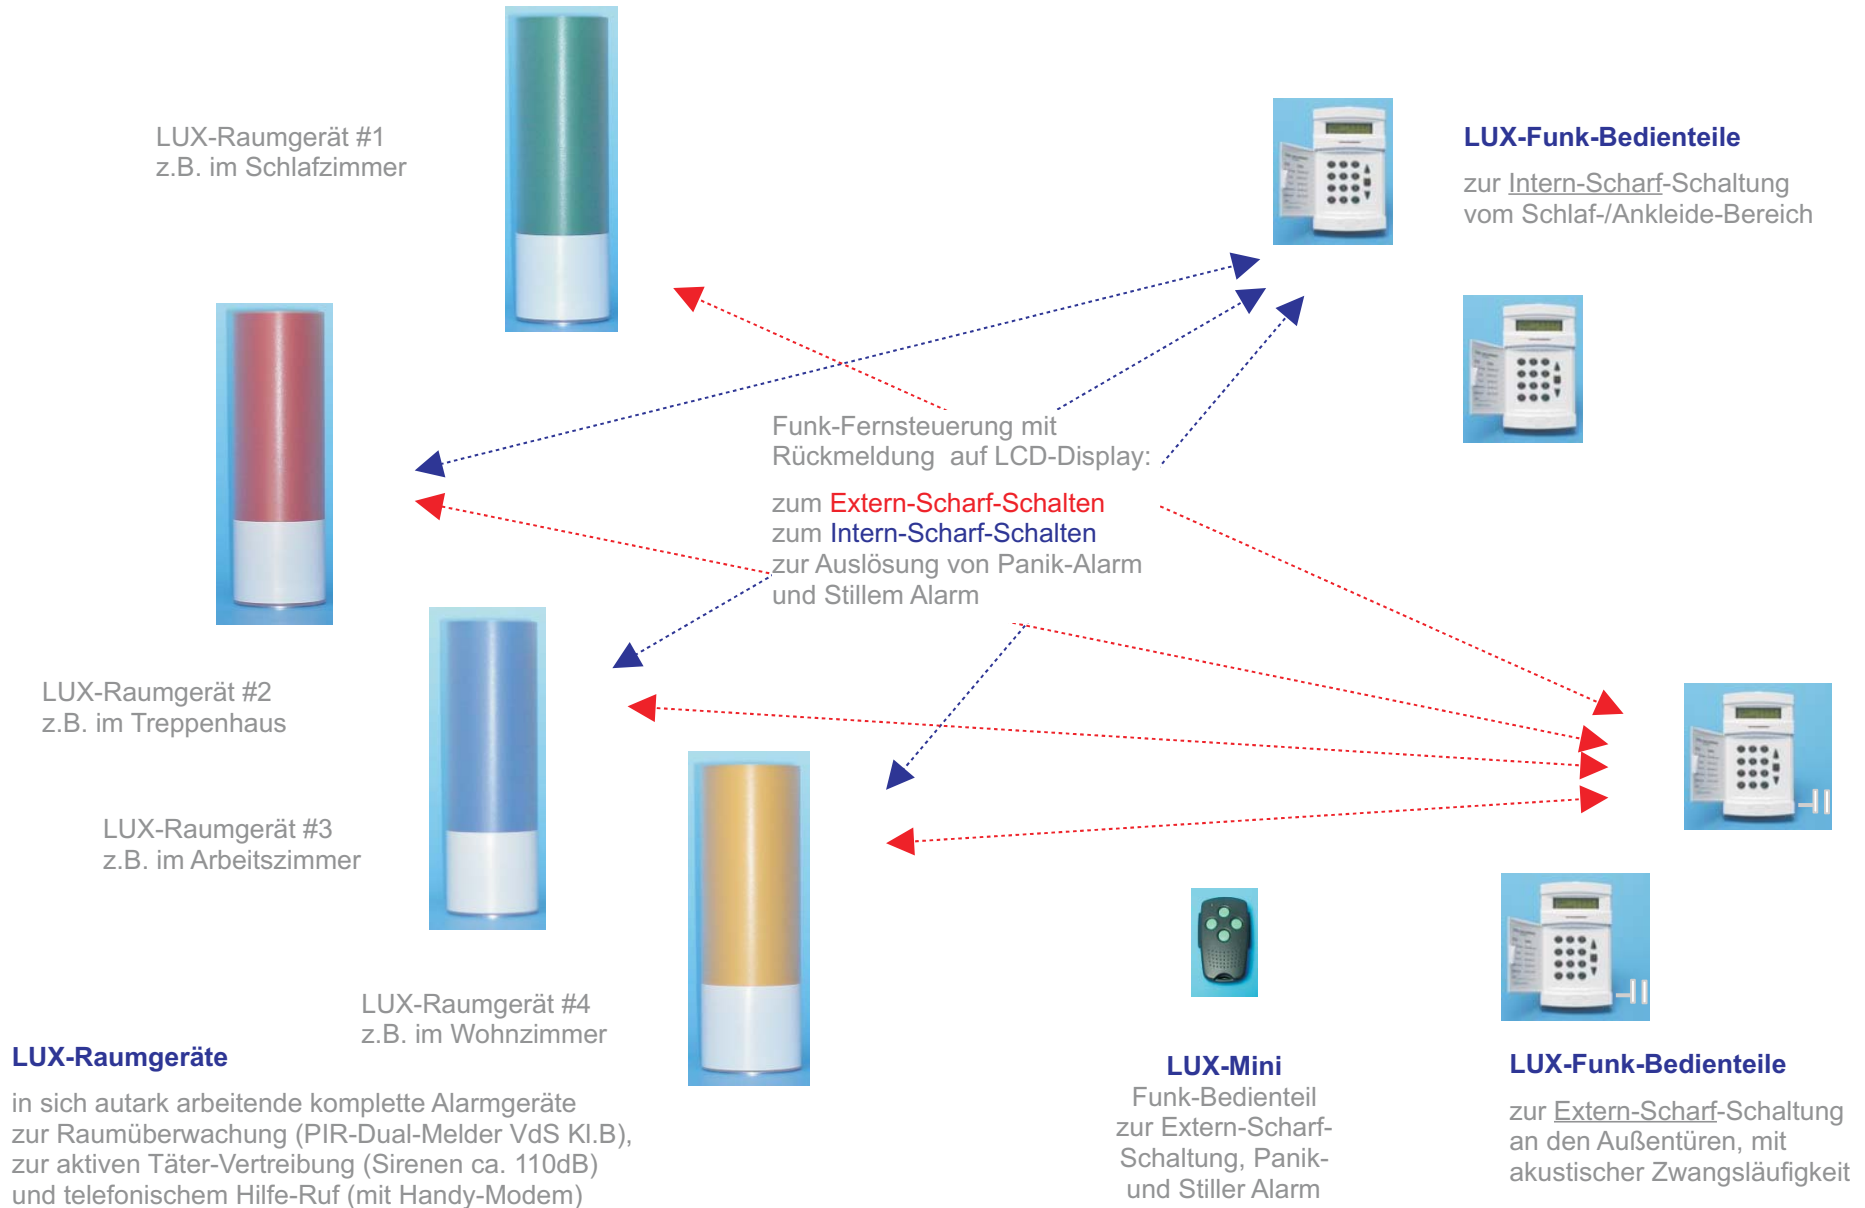 LUX-Raumgerät #1
z.B. im Schlafzimmer
LUX-Funk-Bedienteile
zur Intern-Scharf-Schaltung
vom Schlaf-/Ankleide-Bereich
Funk-Fernsteuerung mit
Rückmeldung auf LCD-Display:
zum Extern-Scharf-Schalten
zum Intern-Scharf-Schalten
zur Auslösung von Panik-Alarm
und Stillem Alarm
LUX-Raumgerät #2
z.B. im Treppenhaus
LUX-Raumgerät #3
z.B. im Arbeitszimmer
LUX-Raumgerät #4
z.B. im Wohnzimmer
LUX-Raumgeräte
in sich autark arbeitende komplette Alarmgeräte
zur Raumüberwachung (PIR-Dual-Melder VdS Kl.B),
zur aktiven Täter-Vertreibung (Sirenen ca. 110dB)
und telefonischem Hilfe-Ruf (mit Handy-Modem)
LUX-Mini
Funk-Bedienteil
zur Extern-Scharf-
Schaltung, Panik-
und Stiller Alarm
LUX-Funk-Bedienteile
zur Extern-Scharf-Schaltung
an den Außentüren, mit
akustischer Zwangsläufigkeit